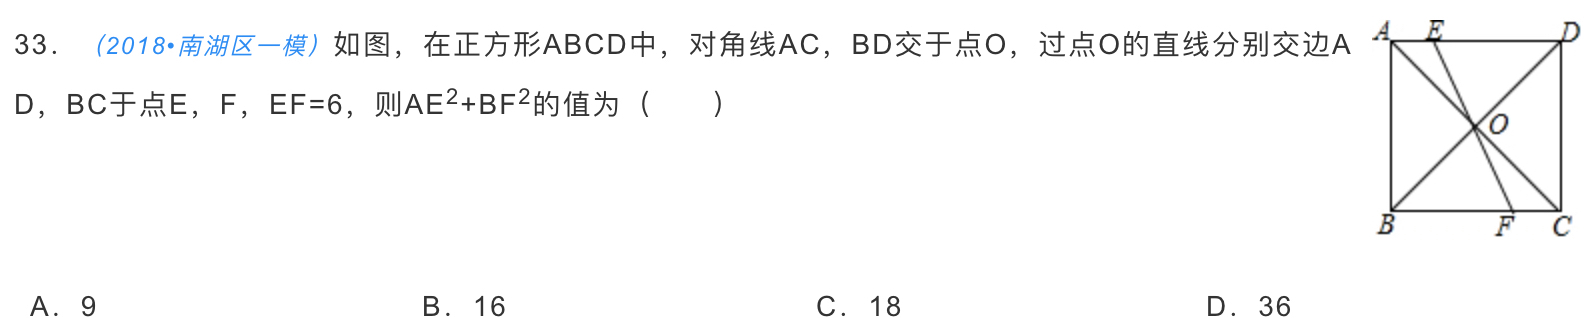 33. （2018•南湖区一模）如图，在正方形ABCD中，对角线AC，BD交于点O，过点O的直线分别交边A
D，BC于点E，F，EF=6，则AE²+BF²的值为（　　）
A E D
O
B F C
A. 9 B. 16 C. 18 D. 36